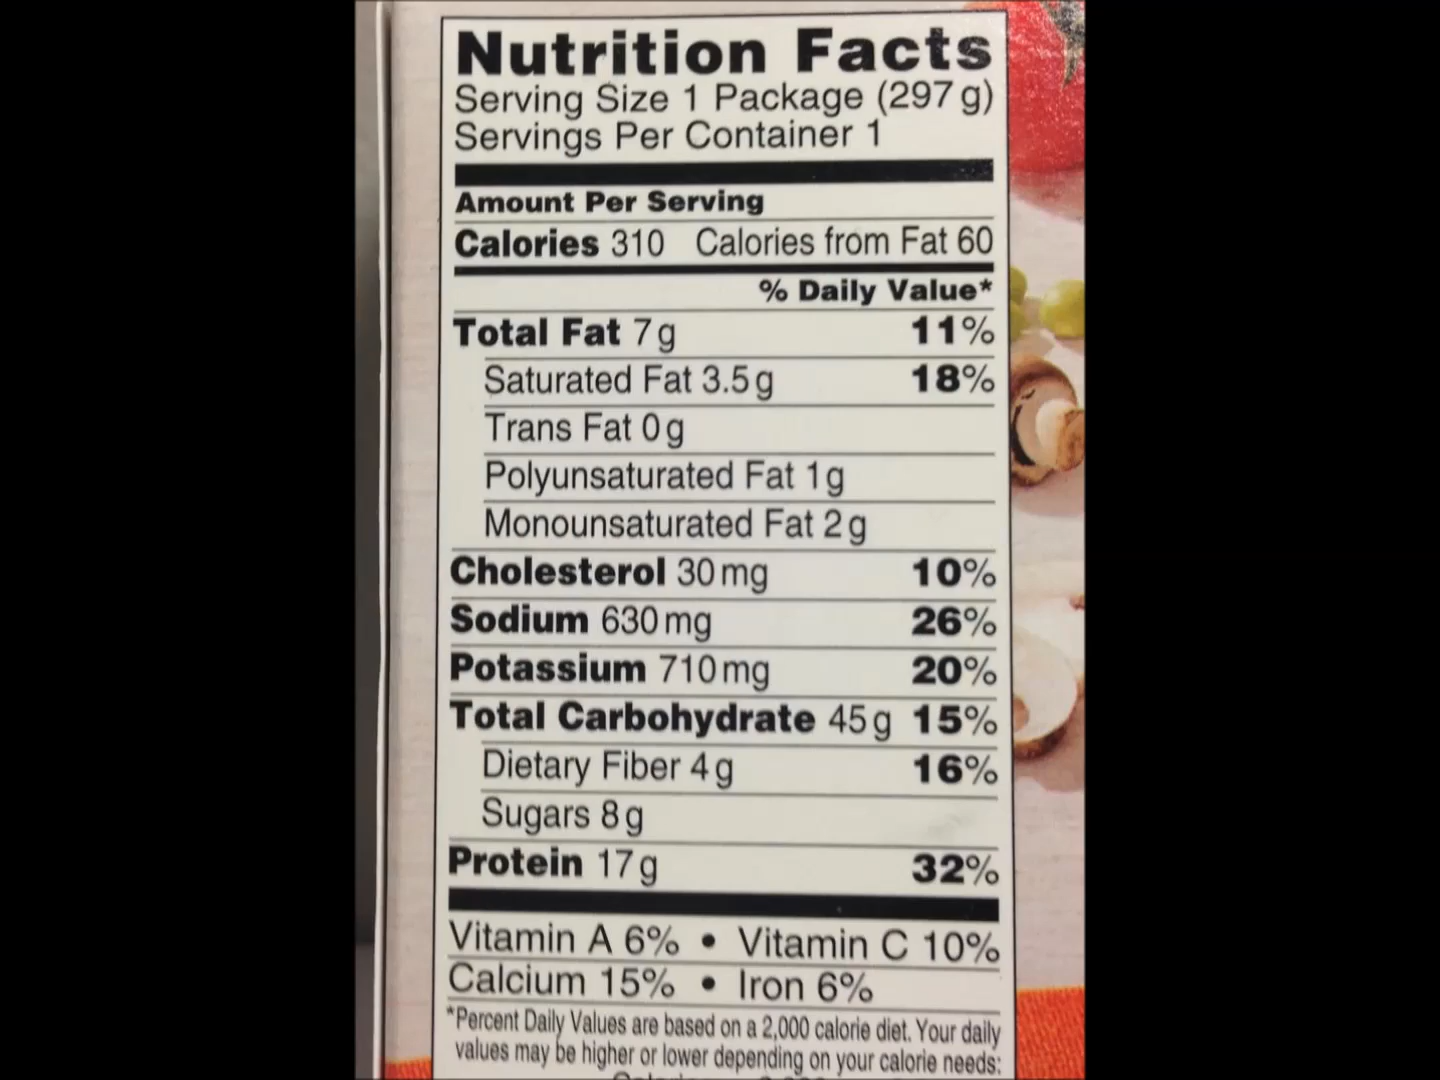 Nutrition Facts
Serving Size 1 Package (297 g)
Servings Per Container 1
Amount Per Serving
Calories 310 Calories from Fat 60
% Daily Value*
Total Fat 7 g 11%
Saturated Fat 3.5 g 18%
Trans Fat 0 g
Polyunsaturated Fat 1 g
Monounsaturated Fat 2 g
Cholesterol 30 mg 10%
Sodium 630 mg 26%
Potassium 710 mg 20%
Total Carbohydrate 45 g 15%
Dietary Fiber 4 g 16%
Sugars 8 g
Protein 17 g 32%
Vitamin A 6% • Vitamin C 10%
Calcium 15% • Iron 6%
*Percent Daily Values are based on a 2,000 calorie diet. Your daily
values may be higher or lower depending on your calorie needs: